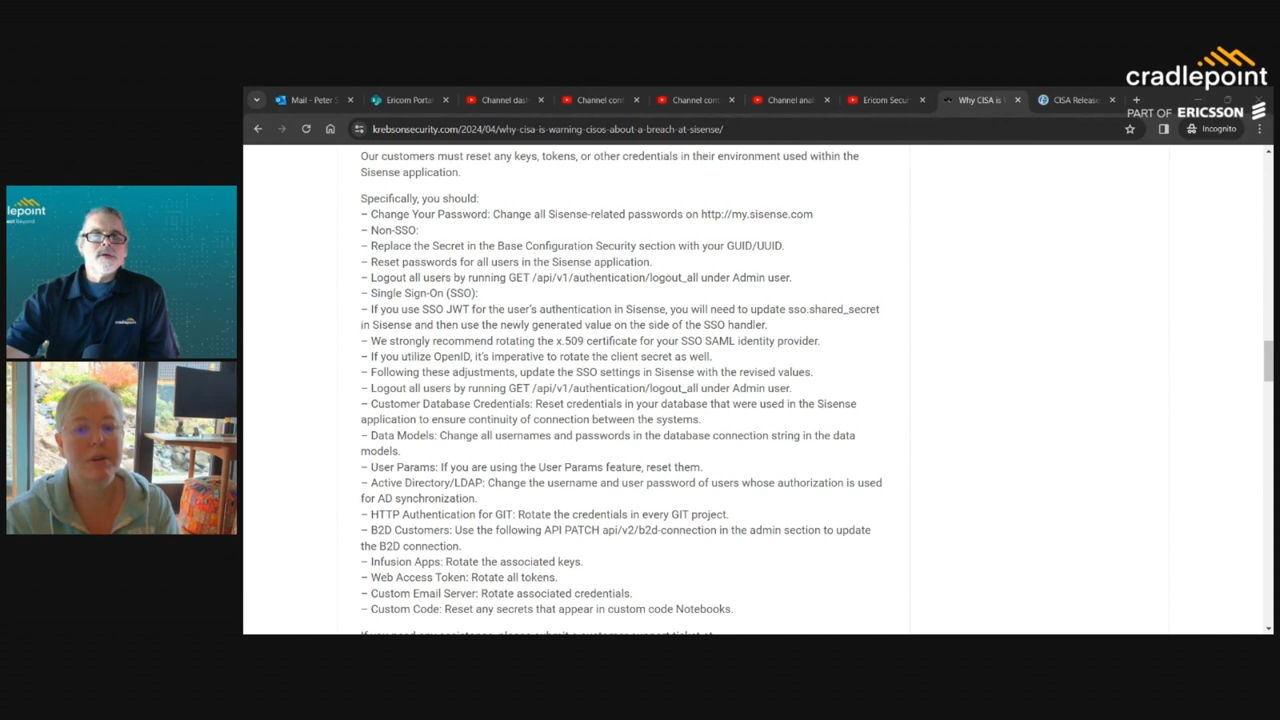 cradlepoint
PART OF ERICSSON
Mail - Peter S
Ericom Portal
Channel das
Channel cont
Channel con
Channel anal
Ericom Secur
Why CISA is
CISA Release
krebsonsecurity.com/2024/04/why-cisa-is-warning-cisos-about-a-breach-at-sisense/
Incognito
Our customers must reset any keys, tokens, or other credentials in their environment used within the
Sisense application.
Specifically, you should:
– Change Your Password: Change all Sisense-related passwords on http://my.sisense.com
– Non-SSO:
– Replace the Secret in the Base Configuration Security section with your GUID/UUID.
– Reset passwords for all users in the Sisense application.
– Logout all users by running GET /api/v1/authentication/logout_all under Admin user.
– Single Sign-On (SSO):
– If you use SSO JWT for the user's authentication in Sisense, you will need to update sso.shared_secret
in Sisense and then use the newly generated value on the side of the SSO handler.
– We strongly recommend rotating the x.509 certificate for your SSO SAML identity provider.
– If you utilize OpenID, it's imperative to rotate the client secret as well.
– Following these adjustments, update the SSO settings in Sisense with the revised values.
– Logout all users by running GET /api/v1/authentication/logout_all under Admin user.
– Customer Database Credentials: Reset credentials in your database that were used in the Sisense
application to ensure continuity of connection between the systems.
– Data Models: Change all usernames and passwords in the database connection string in the data
models.
– User Params: If you are using the User Params feature, reset them.
– Active Directory/LDAP: Change the username and user password of users whose authorization is used
for AD synchronization.
– HTTP Authentication for GIT: Rotate the credentials in every GIT project.
– B2D Customers: Use the following API PATCH api/v2/b2d-connection in the admin section to update
the B2D connection.
– Infusion Apps: Rotate the associated keys.
– Web Access Token: Rotate all tokens.
– Custom Email Server: Rotate associated credentials.
– Custom Code: Reset any secrets that appear in custom code Notebooks.
lepoint